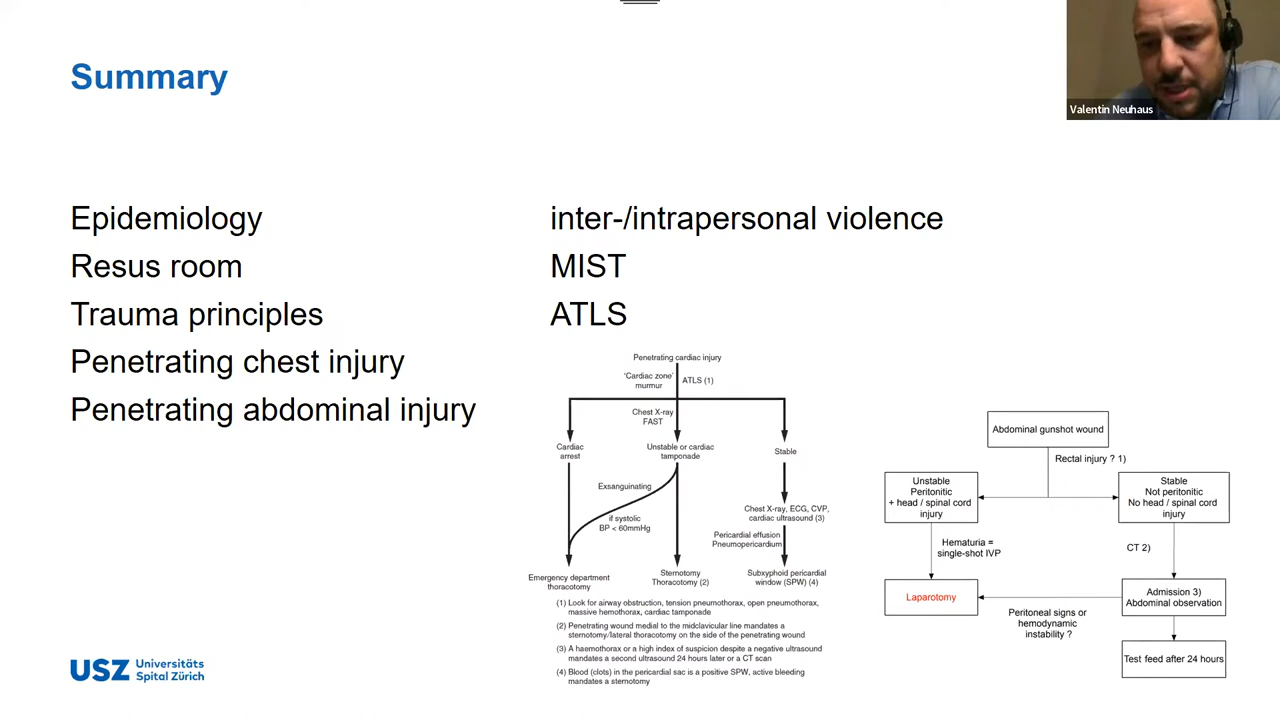 Summary
Valentin Neuhaus
Epidemiology
inter-/intrapersonal violence
Resus room
MIST
Trauma principles
ATLS
Penetrating chest injury
Penetrating abdominal injury
Penetrating cardiac injury
'Cardiac zone'
murmur
ATLS (1)
Chest X-ray
FAST
Cardiac
arrest
Unstable or cardiac
tamponade
Stable
Exsanguinating
if systolic
BP < 60mmHg
Chest X-ray, ECG, CVP,
cardiac ultrasound (3)
Pericardial effusion
Pneumopericardium
Emergency department
thoracotomy
Sternotomy
Thoracotomy (2)
Subxyphoid pericardial
window (SPW) (4)
(1) Look for airway obstruction, tension pneumothorax, open pneumothorax,
massive hemothorax, cardiac tamponade
(2) Penetrating wound medial to the midclavicular line mandates a
sternotomy/lateral thoracotomy on the side of the penetrating wound
(3) A haemothorax or a high index of suspicion despite a negative ultrasound
mandates a second ultrasound 24 hours later or a CT scan
(4) Blood (clots) in the pericardial sac is a positive SPW, active bleeding
mandates a sternotomy
Abdominal gunshot wound
Rectal injury ? 1)
Unstable
Peritonitic
+ head / spinal cord
injury
Stable
Not peritonitic
No head / spinal cord
injury
Hematuria =
single-shot IVP
CT 2)
Laparotomy
Admission 3)
Abdominal observation
Peritoneal signs or
hemodynamic
instability ?
Test feed after 24 hours
USZ Universitäts
Spital Zürich